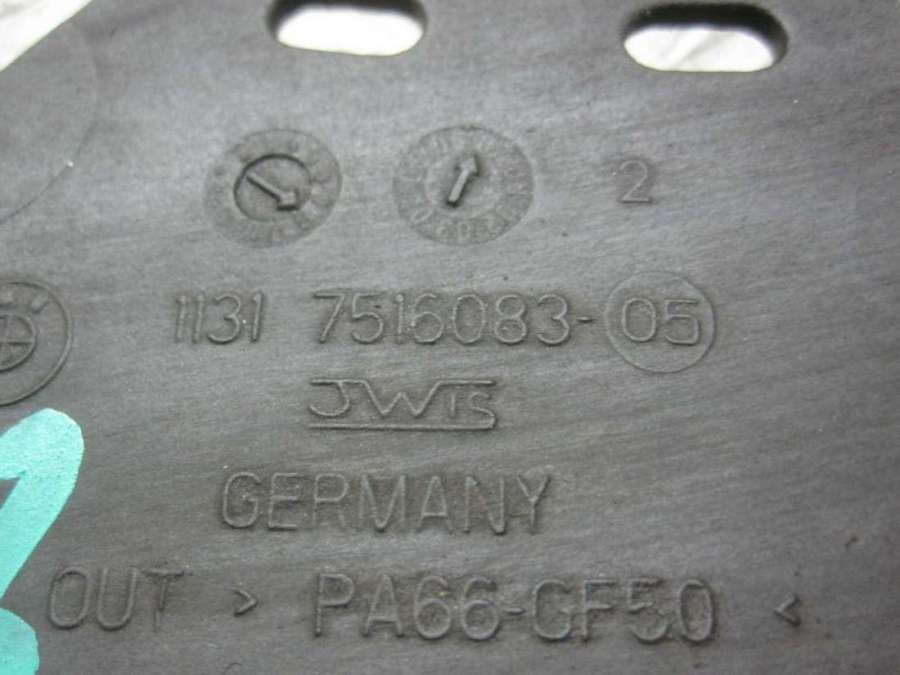 2
1131 7516083-05
JWIS
GERMANY
OUT > PA66-GF50 <